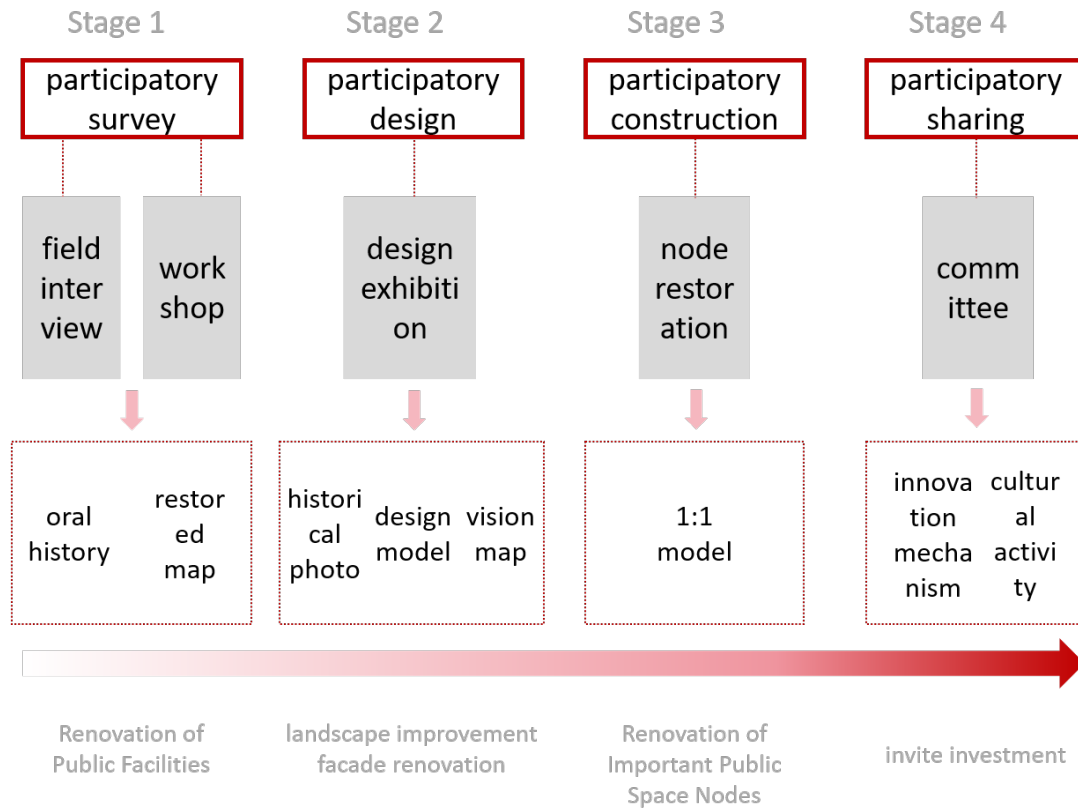 Stage 1
Stage 2
Stage 3
Stage 4
participatory
survey
participatory
design
participatory
construction
participatory
sharing
field
inter
view
work
shop
design
exhibiti
on
node
restor
ation
comm
ittee
oral
history
restor
ed
map
histori
cal
photo
design
model
vision
map
1:1
model
innova
tion
mecha
nism
cultur
al
activi
ty
Renovation of
Public Facilities
landscape improvement
facade renovation
Renovation of
Important Public
Space Nodes
invite investment